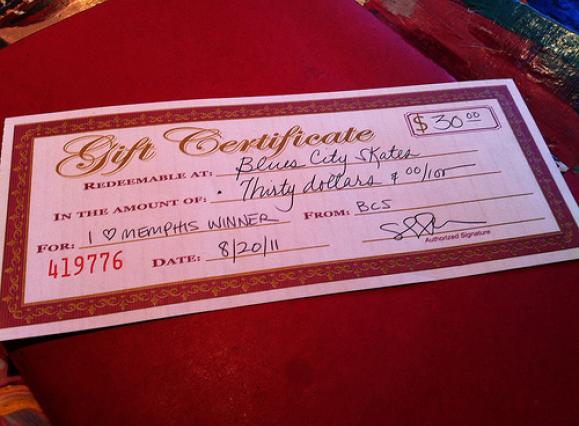 Gift Certificate
$ 30 00
REDEEMABLE AT: Blues City Skates
IN THE AMOUNT OF: Thirty dollars & 00/100
FOR: I ♡ MEMPHIS WINNER FROM: BCS
419776 DATE: 8/20/11
Authorized Signature